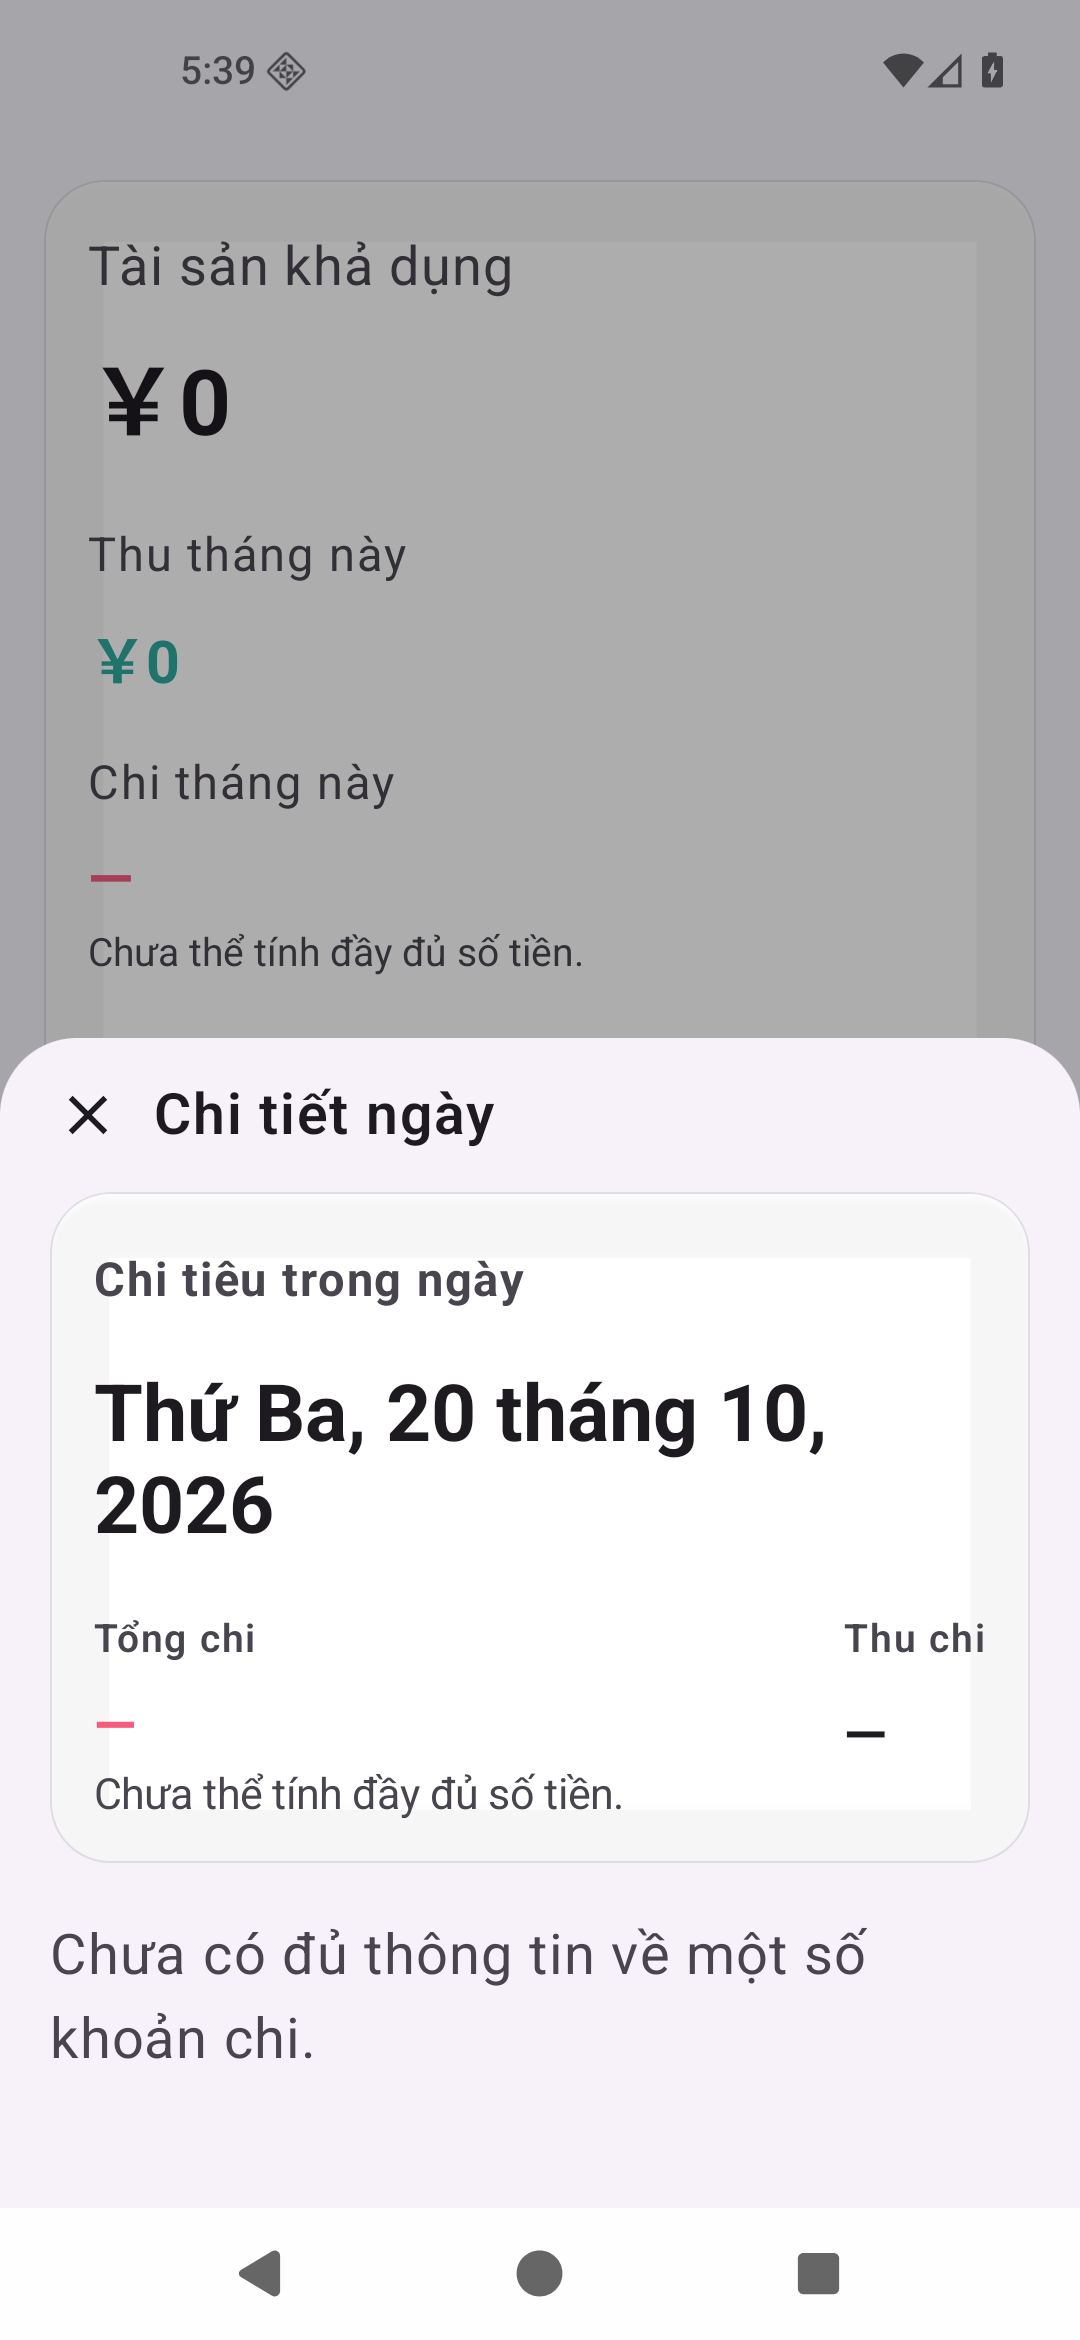 5:39
Tài sản khả dụng
￥0
Thu tháng này
￥0
Chi tháng này
—
Chưa thể tính đầy đủ số tiền.
Chi tiết ngày
Chi tiêu trong ngày
Thứ Ba, 20 tháng 10,
2026
Tổng chi
Thu chi
—
—
Chưa thể tính đầy đủ số tiền.
Chưa có đủ thông tin về một số
khoản chi.